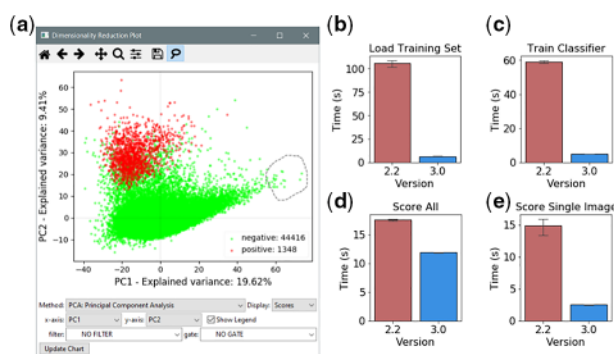 (a)
Dimensionality Reduction Plot
PC2 - Explained variance: 9.41%
60
50
40
30
20
10
0
−10
negative: 44416
positive: 1348
−40
−20
0
20
40
60
80
PC1 - Explained variance: 19.62%
Method: PCA: Principal Component Analysis Display: Scores
x-axis: PC1 y-axis: PC2 Show Legend
filter: NO FILTER gate: NO GATE
Update Chart
(b)
Load Training Set
Time (s)
100
75
50
25
0
2.2 3.0
Version
(c)
Train Classifier
Time (s)
60
40
20
0
2.2 3.0
Version
(d)
Score All
Time (s)
15
10
5
0
2.2 3.0
Version
(e)
Score Single Image
Time (s)
15
10
5
0
2.2 3.0
Version